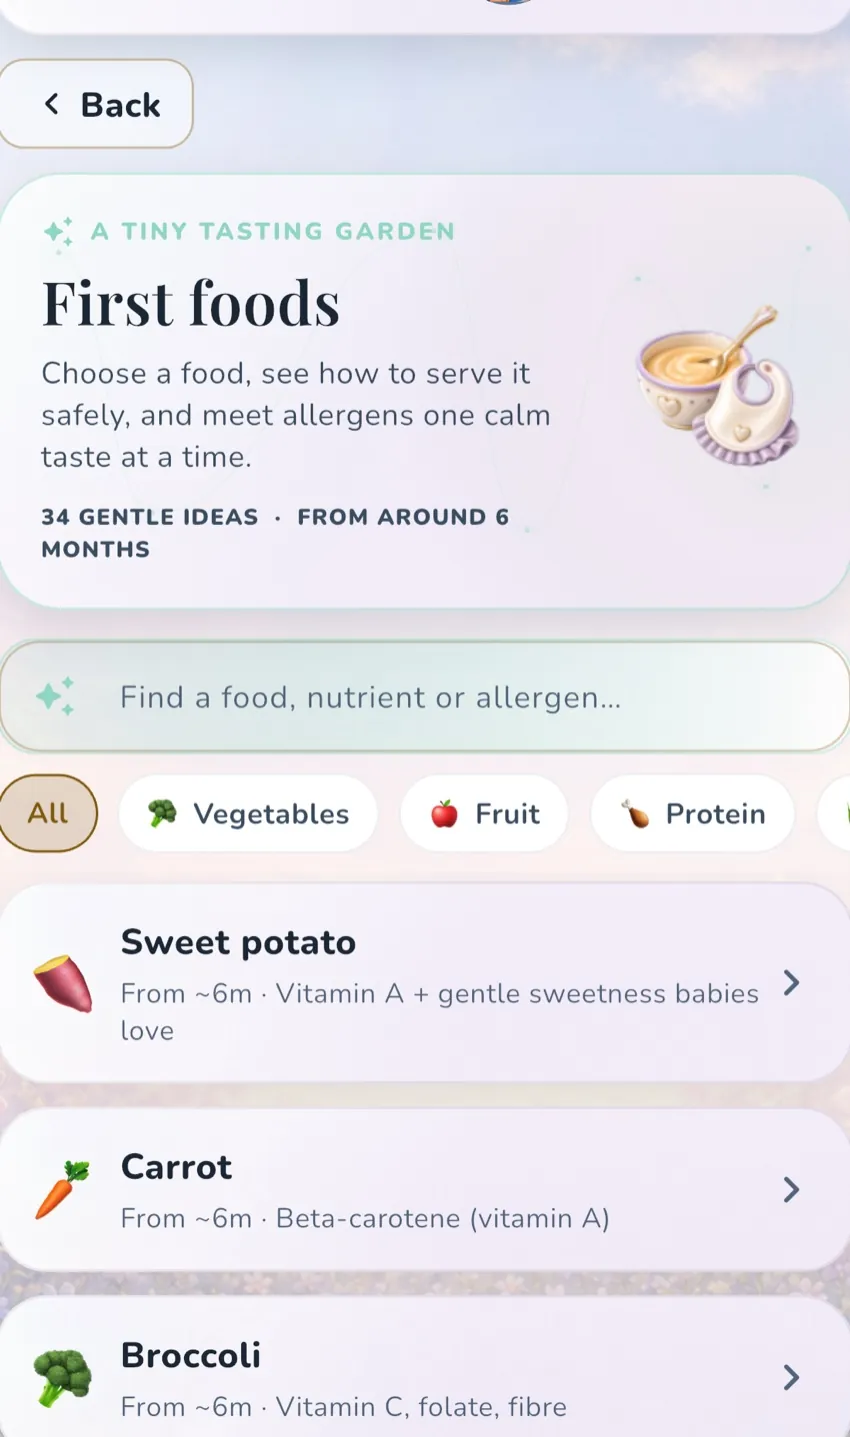 Back
A TINY TASTING GARDEN
First foods
Choose a food, see how to serve it
safely, and meet allergens one calm
taste at a time.
34 GENTLE IDEAS · FROM AROUND 6
MONTHS
Find a food, nutrient or allergen...
All
Vegetables
Fruit
Protein
Sweet potato
From ~6m · Vitamin A + gentle sweetness babies
love
Carrot
From ~6m · Beta-carotene (vitamin A)
Broccoli
From ~6m · Vitamin C, folate, fibre